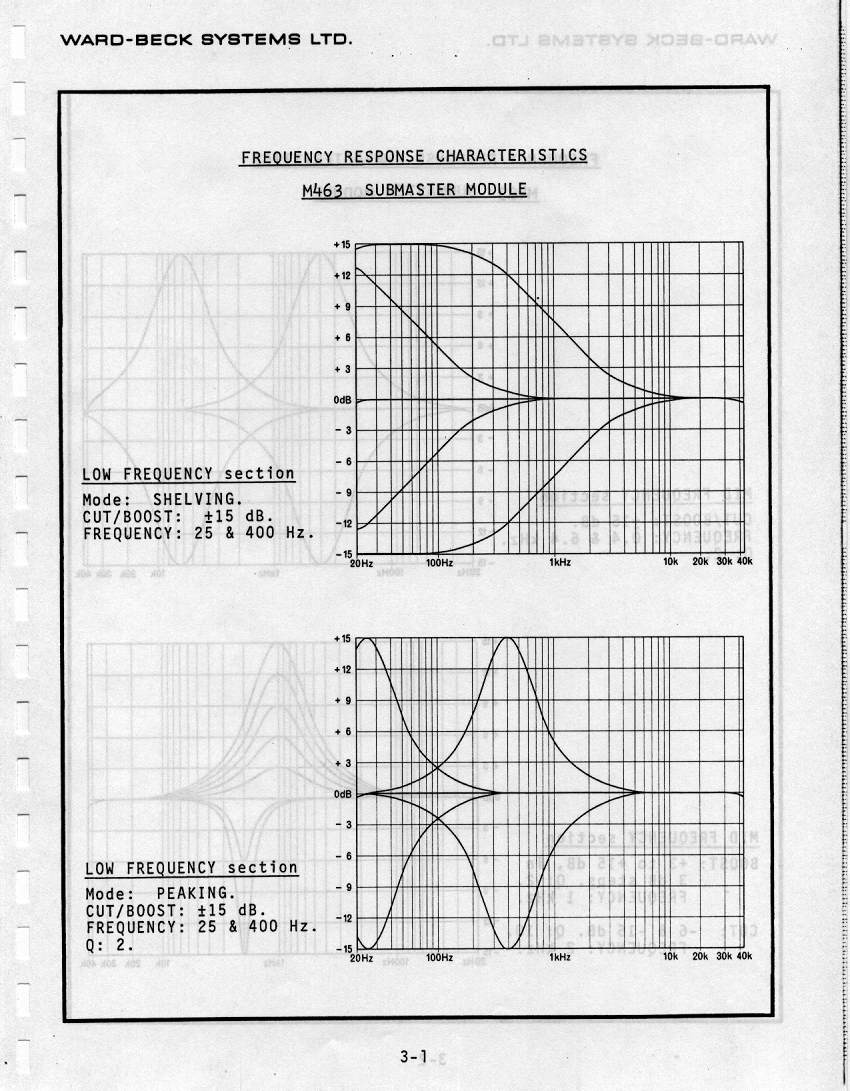 WARD-BECK SYSTEMS LTD.
FREQUENCY RESPONSE CHARACTERISTICS
M463 SUBMASTER MODULE
+15
+12
+ 9
+ 6
+ 3
0dB
- 3
- 6
- 9
-12
-15
20Hz 100Hz 1kHz 10k 20k 30k 40k
LOW FREQUENCY section
Mode: SHELVING.
CUT/BOOST: ±15 dB.
FREQUENCY: 25 & 400 Hz.
+15
+12
+ 9
+ 6
+ 3
0dB
- 3
- 6
- 9
-12
-15
20Hz 100Hz 1kHz 10k 20k 30k 40k
LOW FREQUENCY section
Mode: PEAKING.
CUT/BOOST: ±15 dB.
FREQUENCY: 25 & 400 Hz.
Q: 2.
3-1